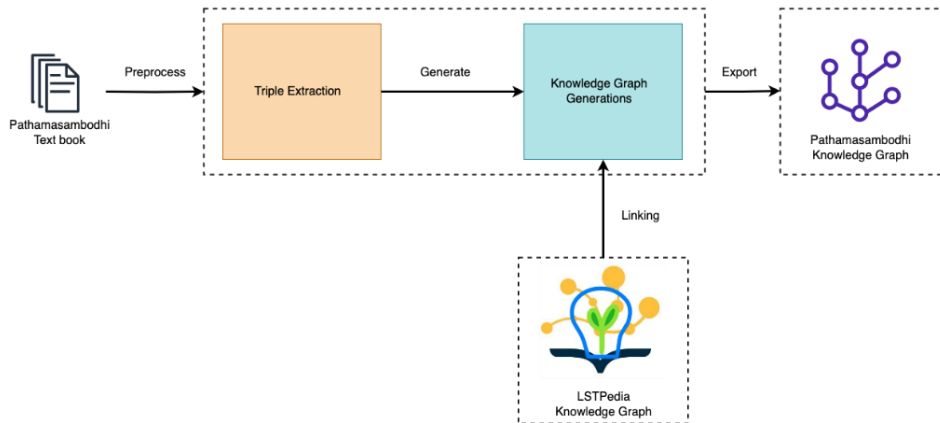 Preprocess
Triple Extraction
Generate
Knowledge Graph
Generations
Export
Pathamasambodhi
Text book
Pathamasambodhi
Knowledge Graph
Linking
LSTPedia
Knowledge Graph